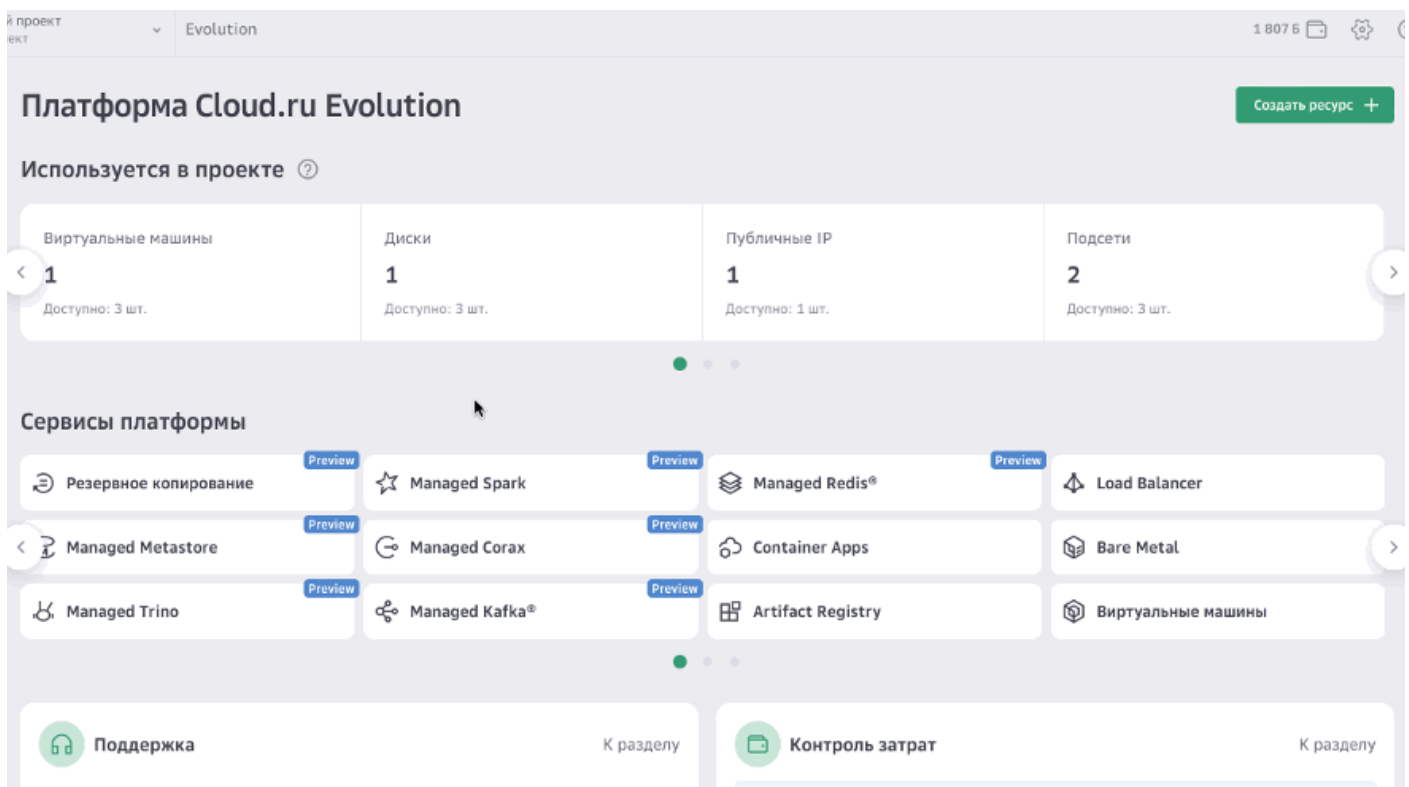 й проект
ект
Evolution
1 807 Б
Платформа Cloud.ru Evolution
Создать ресурс
Используется в проекте
Виртуальные машины
1
Доступно: 3 шт.
Диски
1
Доступно: 3 шт.
Публичные IP
1
Доступно: 1 шт.
Подсети
2
Доступно: 3 шт.
Сервисы платформы
Preview
Резервное копирование
Preview
Managed Spark
Preview
Managed Redis®
Load Balancer
Preview
Managed Metastore
Preview
Managed Corax
Container Apps
Bare Metal
Preview
Managed Trino
Preview
Managed Kafka®
Artifact Registry
Виртуальные машины
Поддержка
К разделу
Контроль затрат
К разделу